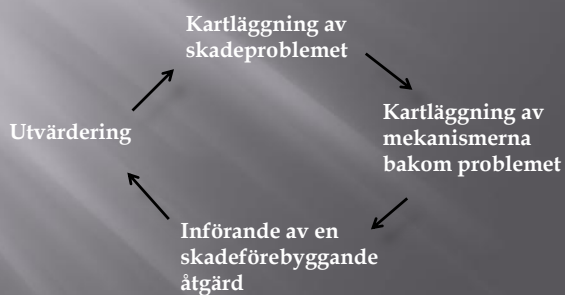 Kartläggning av
skadeproblemet
Kartläggning av
mekanismerna
bakom problemet
Införande av en
skadeförebyggande
åtgärd
Utvärdering